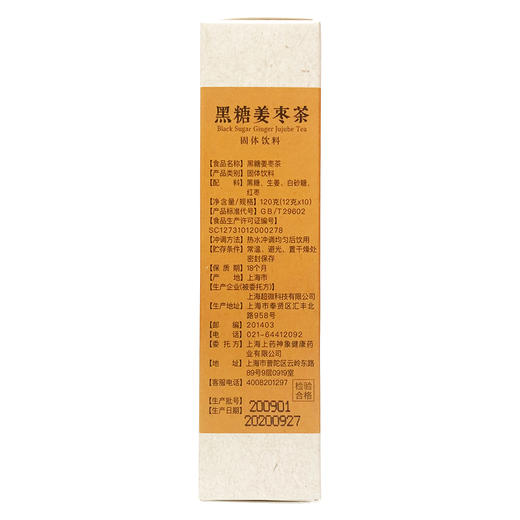 黑糖姜枣茶
Black Sugar Ginger Jujube Tea
固体饮料
【食品名称】黑糖姜枣茶
【产品类别】固体饮料
【配 料】黑糖、生姜、白砂糖、
红枣
【净含量/规格】120克(12克x10)
【产品标准代号】GB/T29602
【食品生产许可证编号】
SC12731012000278
【冲调方法】热水冲调均匀后饮用
【贮存条件】常温、避光、置干燥处
密封保存
【保 质 期】18个月
【产 地】上海市
【生产企业(被委托方)】
上海超微科技有限公司
【生产地址】上海市奉贤区汇丰北
路958号
【邮 编】201403
【电 话】021-64412092
【委 托 方】上海上药神象健康药
业有限公司
【地 址】上海市普陀区云岭东路
89号9层0919室
【客服电话】4008201297
检验
合格
【生产批号】200901
【生产日期】20200927